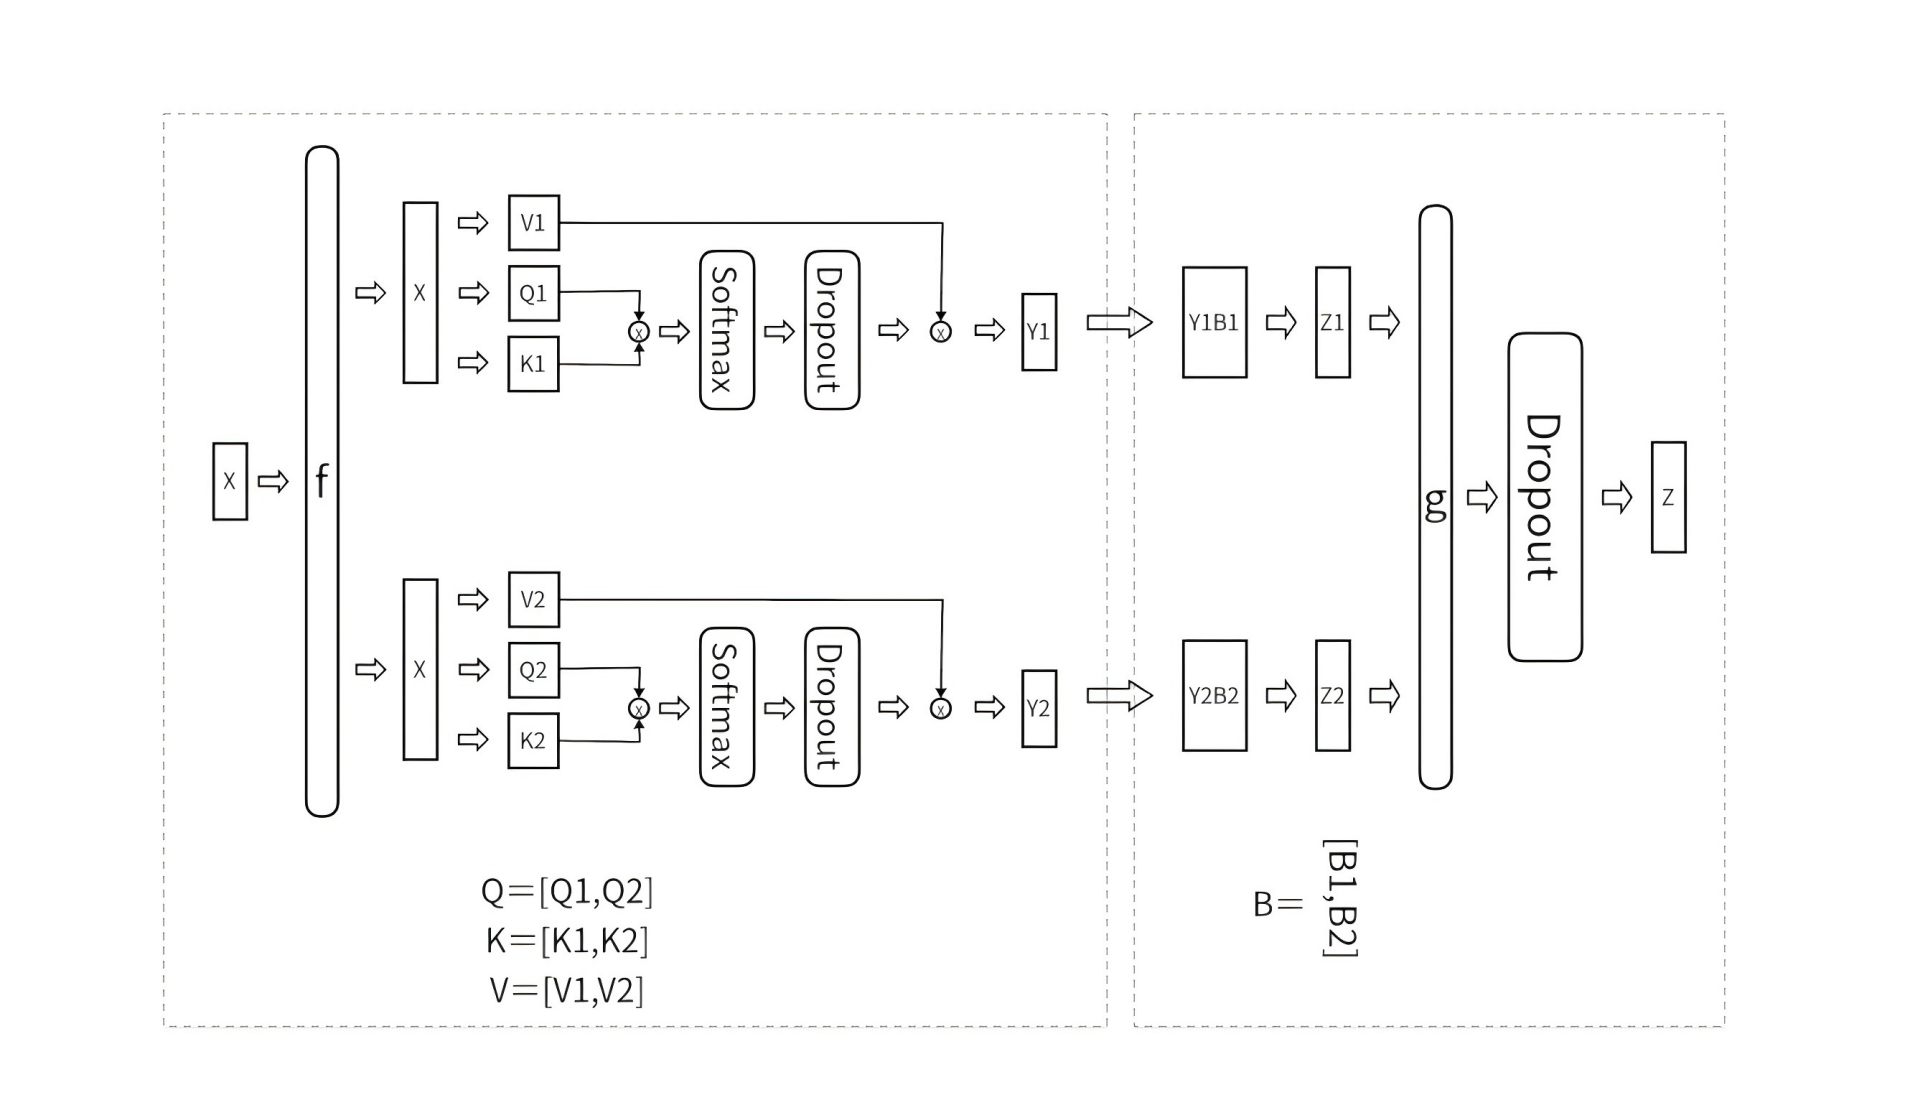 X
f
X
V1
Q1
K1
X
Softmax
Dropout
X
Y1
X
V2
Q2
K2
X
Softmax
Dropout
X
Y2
Q=[Q1,Q2]
K=[K1,K2]
V=[V1,V2]
Y1B1
Z1
Y2B2
Z2
g
Dropout
Z
B=
[B1,B2]